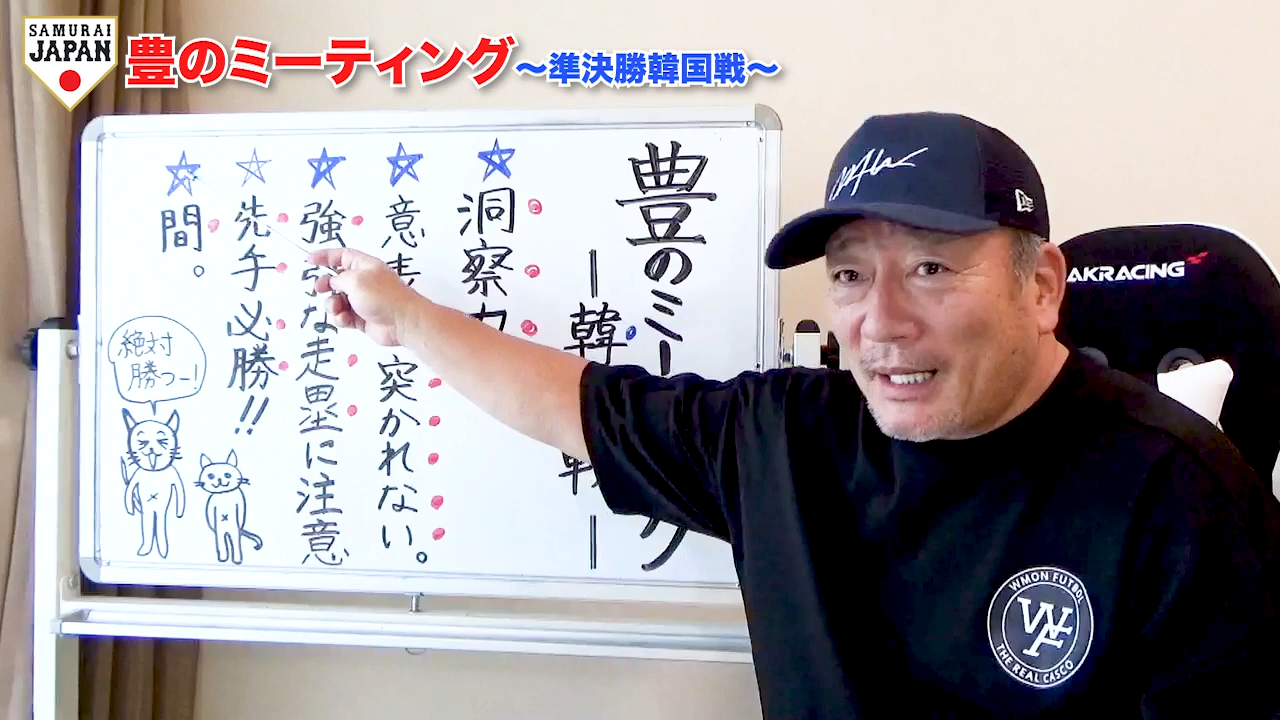 SAMURAI
JAPAN
豊のミーティング
～準決勝韓国戦～
豊のミー
ー韓
ー
洞察
意
突かれない。
強
な走塁に注意
先手必勝!!
間。
絶対
勝つー!
AKRACING
WMON FUTBOL
WF
THE REAL CASCO